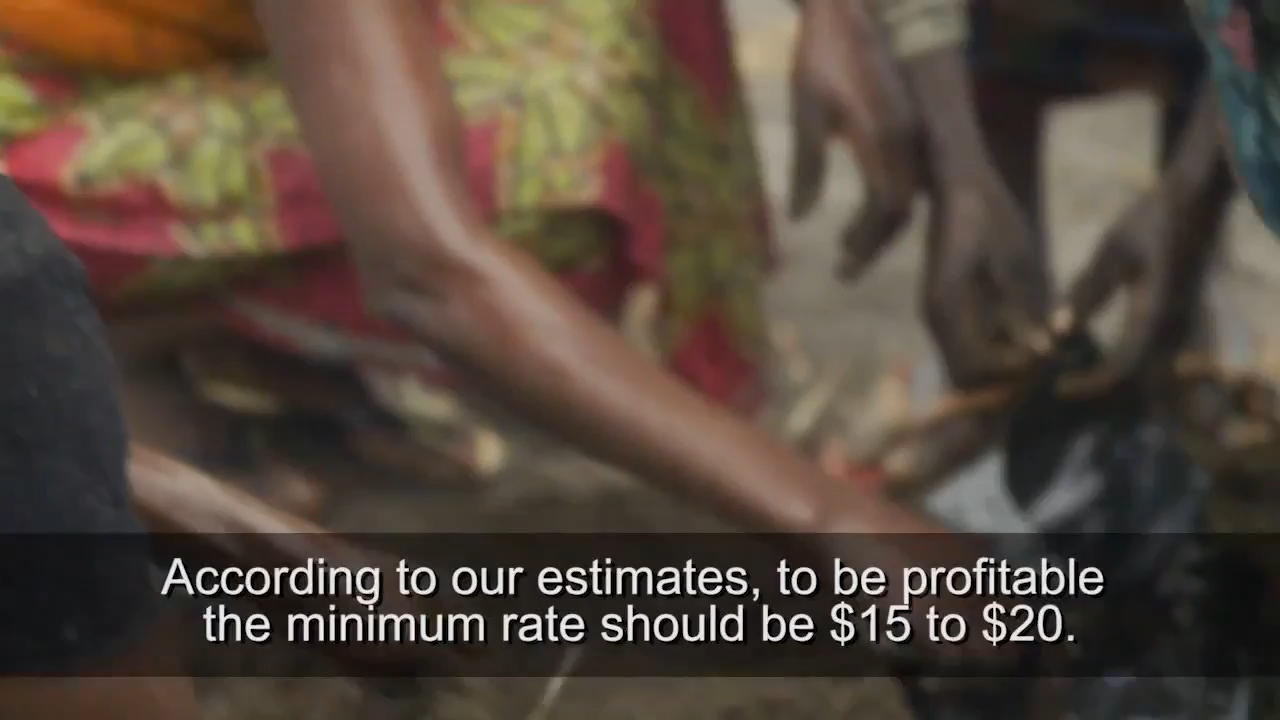 According to our estimates, to be profitable
the minimum rate should be $15 to $20.